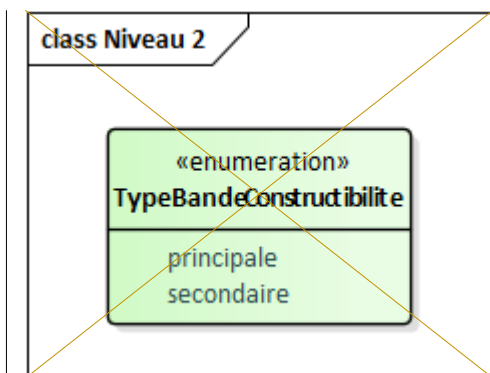 class Niveau 2
«enumeration»
TypeBandeConstructibilite
principale
secondaire